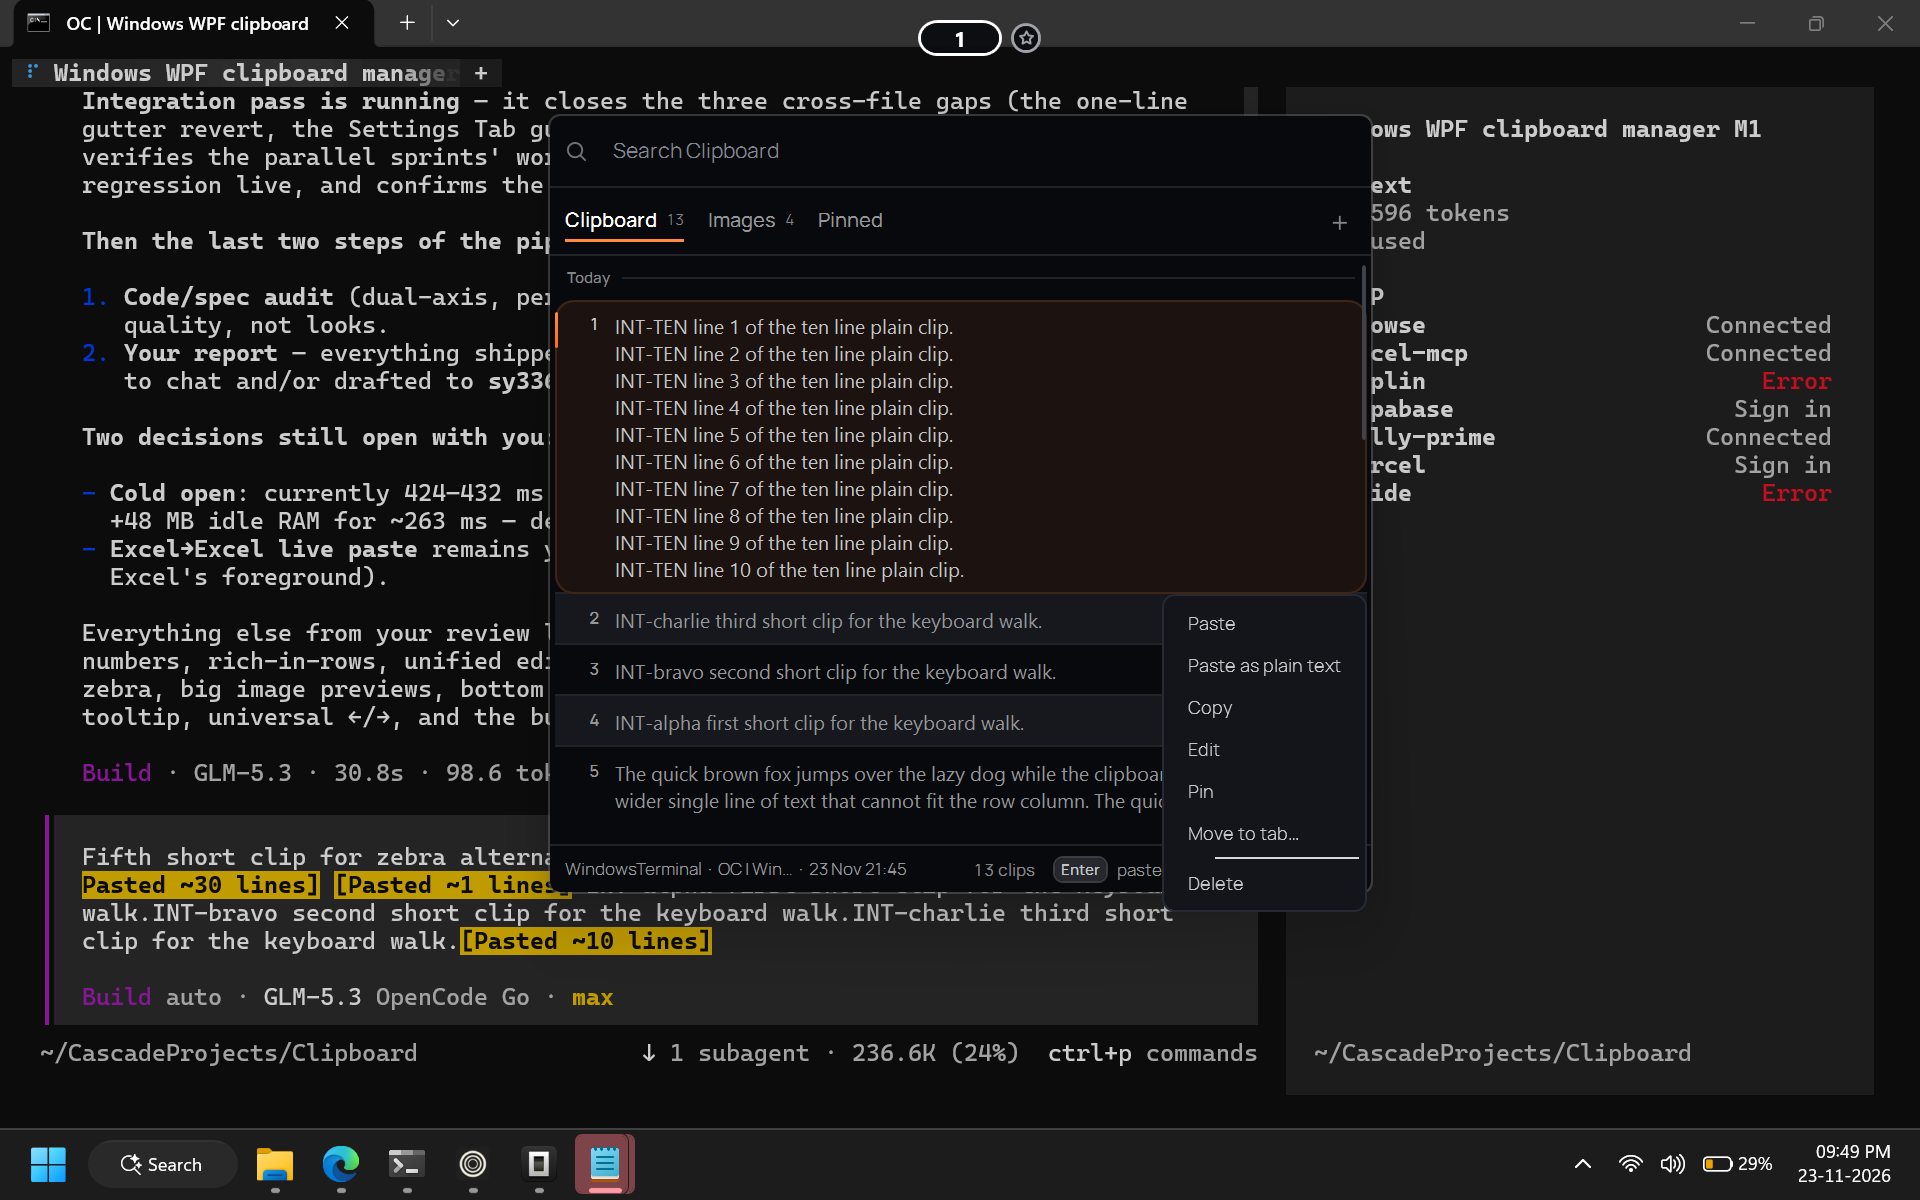 OC | Windows WPF clipboard
1
Windows WPF clipboard manager +
Integration pass is running — it closes the three cross-file gaps (the one-line
gutter revert, the Settings Tab gu
verifies the parallel sprints' wor
regression live, and confirms the
Then the last two steps of the pip
1. Code/spec audit (dual-axis, per
quality, not looks.
2. Your report — everything shippe
to chat and/or drafted to sy336
Two decisions still open with you:
- Cold open: currently 424–432 ms
+48 MB idle RAM for ~263 ms — de
- Excel→Excel live paste remains y
Excel's foreground).
Everything else from your review l
numbers, rich-in-rows, unified edi
zebra, big image previews, bottom
tooltip, universal ←/→, and the bu
Build · GLM-5.3 · 30.8s · 98.6 tok
Fifth short clip for zebra alterna
Pasted ~30 lines] [Pasted ~1 lines]
walk.INT-bravo second short clip for the keyboard walk.INT-charlie third short
clip for the keyboard walk.[Pasted ~10 lines]
Build auto · GLM-5.3 OpenCode Go · max
~/CascadeProjects/Clipboard
↓ 1 subagent · 236.6K (24%) ctrl+p commands
Search Clipboard
Clipboard 13 Images 4 Pinned +
Today
1 INT-TEN line 1 of the ten line plain clip.
INT-TEN line 2 of the ten line plain clip.
INT-TEN line 3 of the ten line plain clip.
INT-TEN line 4 of the ten line plain clip.
INT-TEN line 5 of the ten line plain clip.
INT-TEN line 6 of the ten line plain clip.
INT-TEN line 7 of the ten line plain clip.
INT-TEN line 8 of the ten line plain clip.
INT-TEN line 9 of the ten line plain clip.
INT-TEN line 10 of the ten line plain clip.
2 INT-charlie third short clip for the keyboard walk.
3 INT-bravo second short clip for the keyboard walk.
4 INT-alpha first short clip for the keyboard walk.
5 The quick brown fox jumps over the lazy dog while the clipboar
wider single line of text that cannot fit the row column. The quic
WindowsTerminal · OC | Win... · 23 Nov 21:45 13 clips Enter paste
Paste
Paste as plain text
Copy
Edit
Pin
Move to tab...
Delete
ows WPF clipboard manager M1
ext
596 tokens
used
P
owse Connected
cel-mcp Connected
plin Error
pabase Sign in
lly-prime Connected
rcel Sign in
ide Error
~/CascadeProjects/Clipboard
Search
29%
09:49 PM
23-11-2026